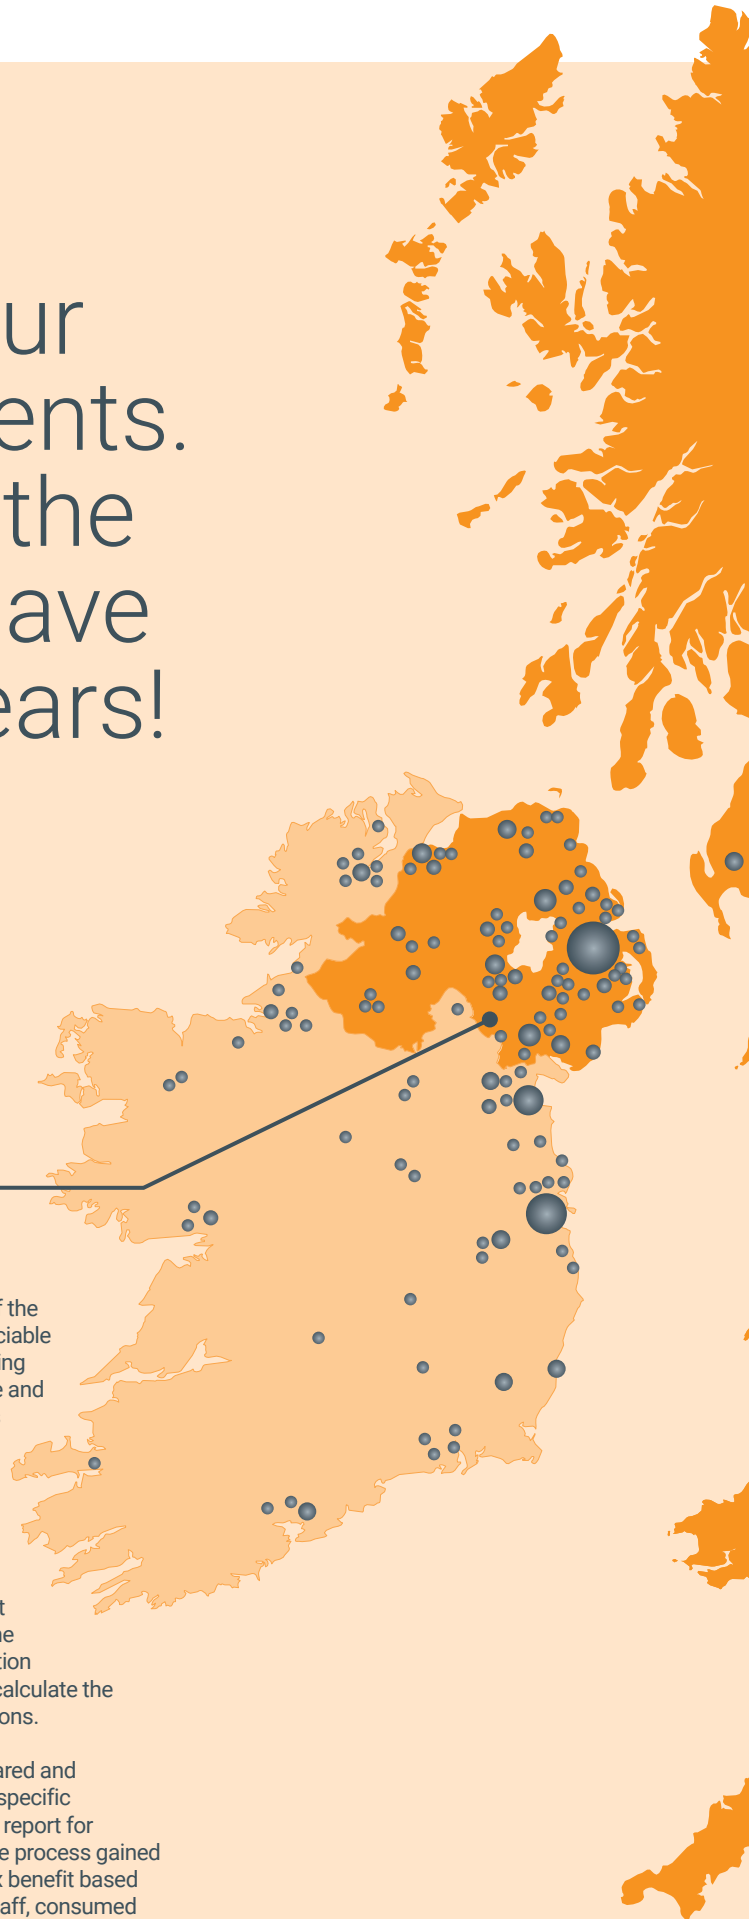 ur
ents.
the
ave
ears!
f the
ciable
ing
e and
t
ne
tion
calculate the
ons.
ared and
specific
report for
e process gained
x benefit based
aff, consumed